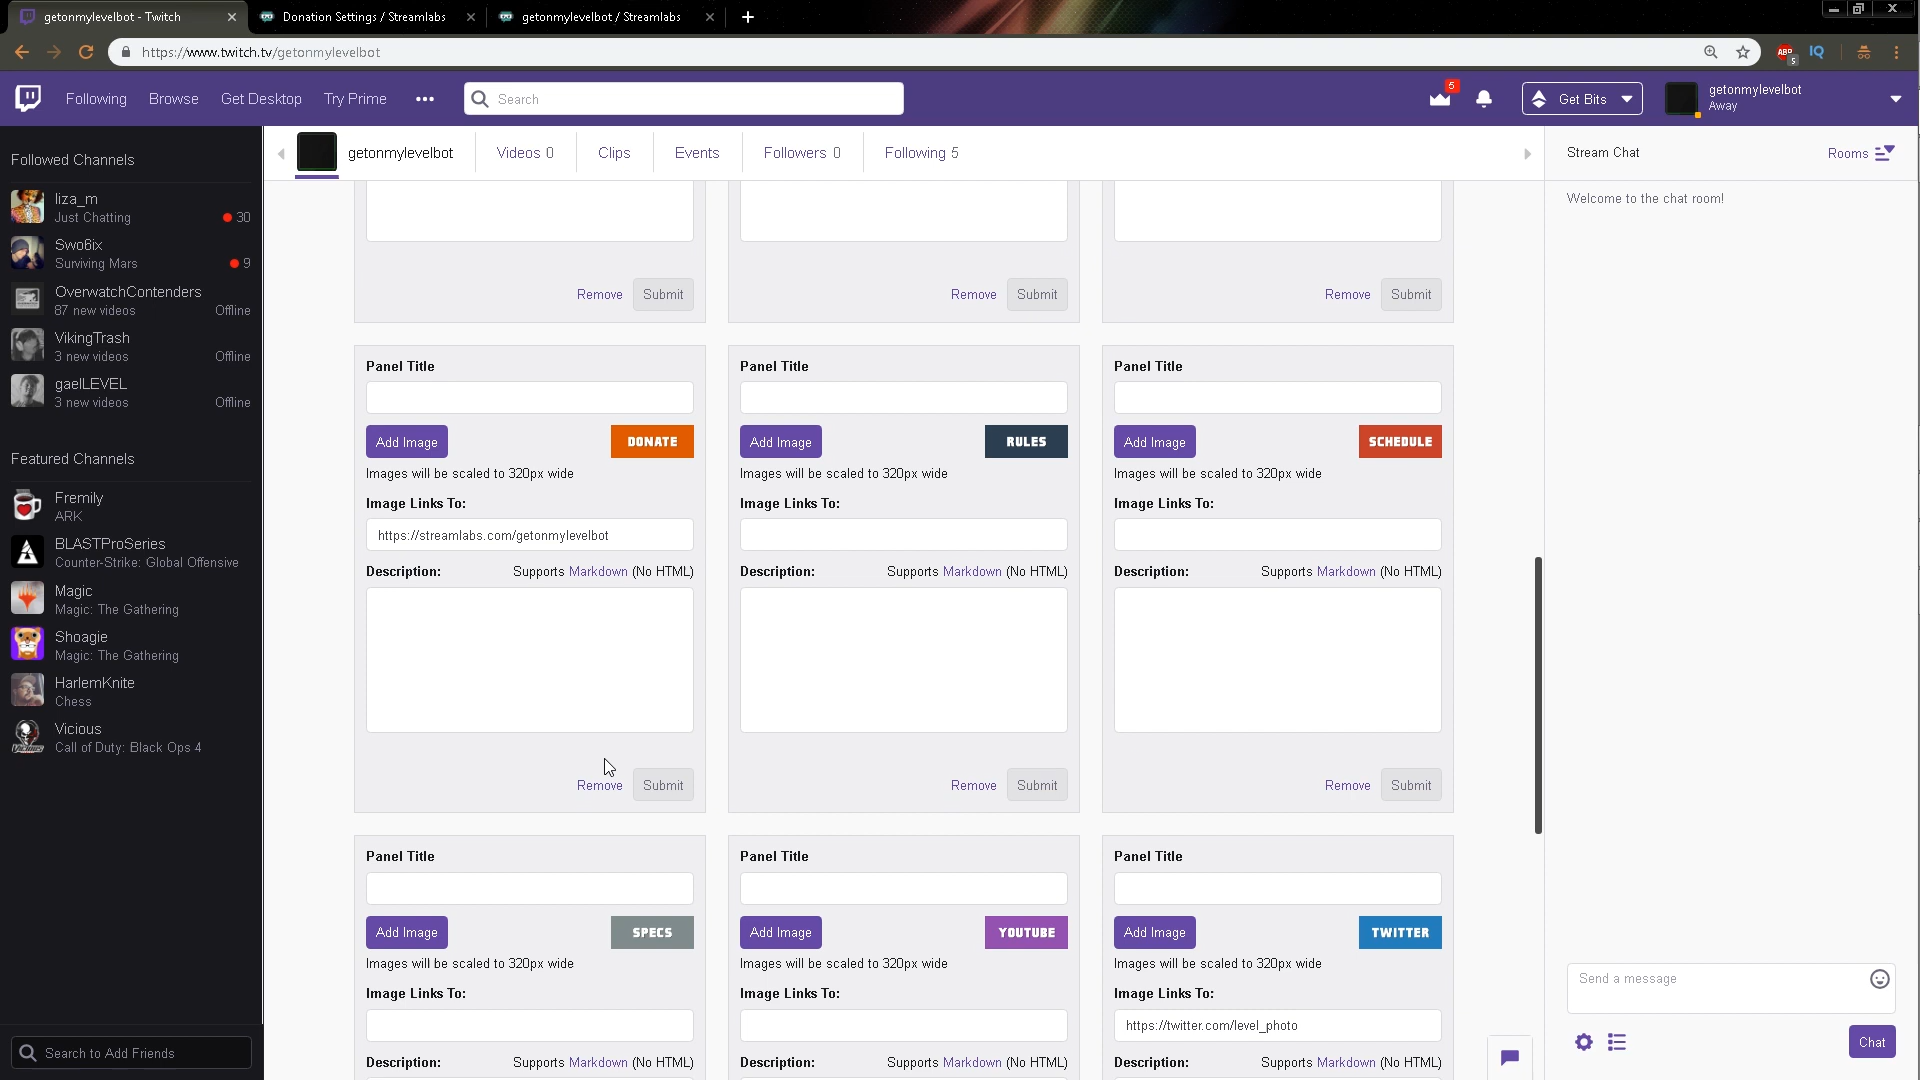 getonmylevelbot - Twitch
Donation Settings / Streamlabs
getonmylevelbot / Streamlabs
https://www.twitch.tv/getonmylevelbot
ABP
5
IQ
Following
Browse
Get Desktop
Try Prime
Search
5
Get Bits
getonmylevelbot
Away
Followed Channels
liza_m
Just Chatting
30
Swo6ix
Surviving Mars
9
OverwatchContenders
87 new videos
Offline
VikingTrash
3 new videos
Offline
gaelLEVEL
3 new videos
Offline
Featured Channels
Fremily
ARK
BLASTProSeries
Counter-Strike: Global Offensive
Magic
Magic: The Gathering
Shoagie
Magic: The Gathering
HarlemKnite
Chess
Vicious
Call of Duty: Black Ops 4
Search to Add Friends
getonmylevelbot
Videos 0
Clips
Events
Followers 0
Following 5
Remove Submit
Remove Submit
Remove Submit
Panel Title
Add Image
DONATE
Images will be scaled to 320px wide
Image Links To:
https://streamlabs.com/getonmylevelbot
Description: Supports Markdown (No HTML)
Remove Submit
Panel Title
Add Image
RULES
Images will be scaled to 320px wide
Image Links To:
Description: Supports Markdown (No HTML)
Remove Submit
Panel Title
Add Image
SCHEDULE
Images will be scaled to 320px wide
Image Links To:
Description: Supports Markdown (No HTML)
Remove Submit
Panel Title
Add Image
SPECS
Images will be scaled to 320px wide
Image Links To:
Description: Supports Markdown (No HTML)
Panel Title
Add Image
YOUTUBE
Images will be scaled to 320px wide
Image Links To:
Description: Supports Markdown (No HTML)
Panel Title
Add Image
TWITTER
Images will be scaled to 320px wide
Image Links To:
https://twitter.com/level_photo
Description: Supports Markdown (No HTML)
Stream Chat
Rooms
Welcome to the chat room!
Send a message
Chat